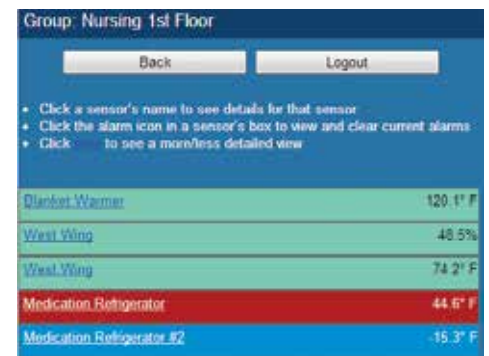 Group: Nursing 1st Floor
Back Logout
• Click a sensor's name to see details for that sensor
• Click the alarm icon in a sensor's box to view and clear current alarms
• Click to see a more/less detailed view
Blanket Warmer 120.1° F
West Wing 48.5%
West Wing 74.2° F
Medication Refrigerator 44.6° F
Medication Refrigerator #2 -15.3° F